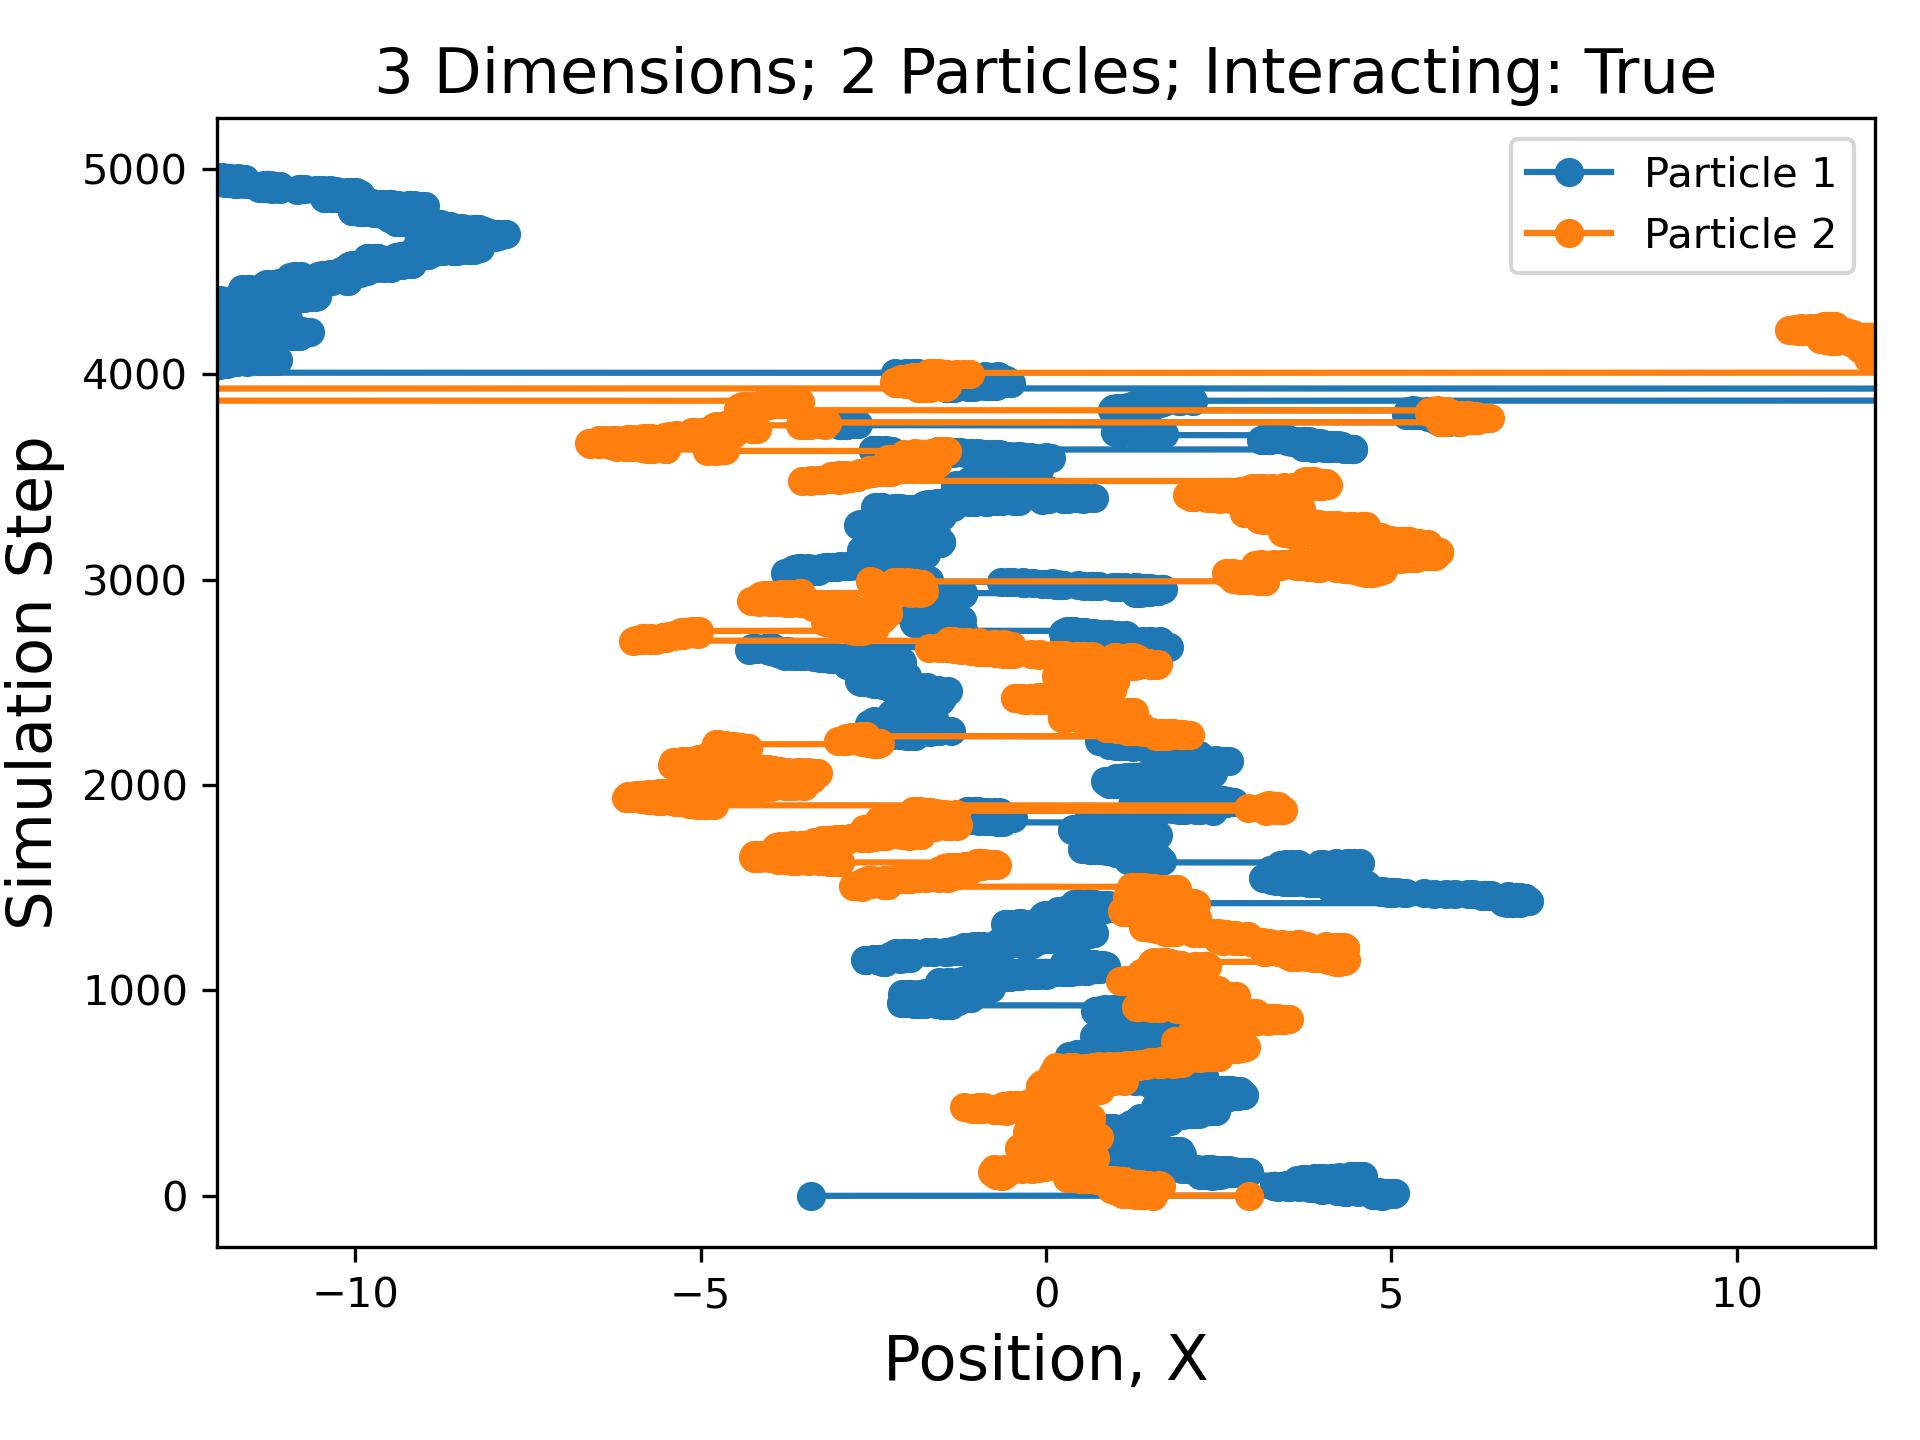 3 Dimensions; 2 Particles; Interacting: True
Particle 1
Particle 2
5000
4000
3000
2000
1000
0
Simulation Step
−10
−5
0
5
10
Position, X